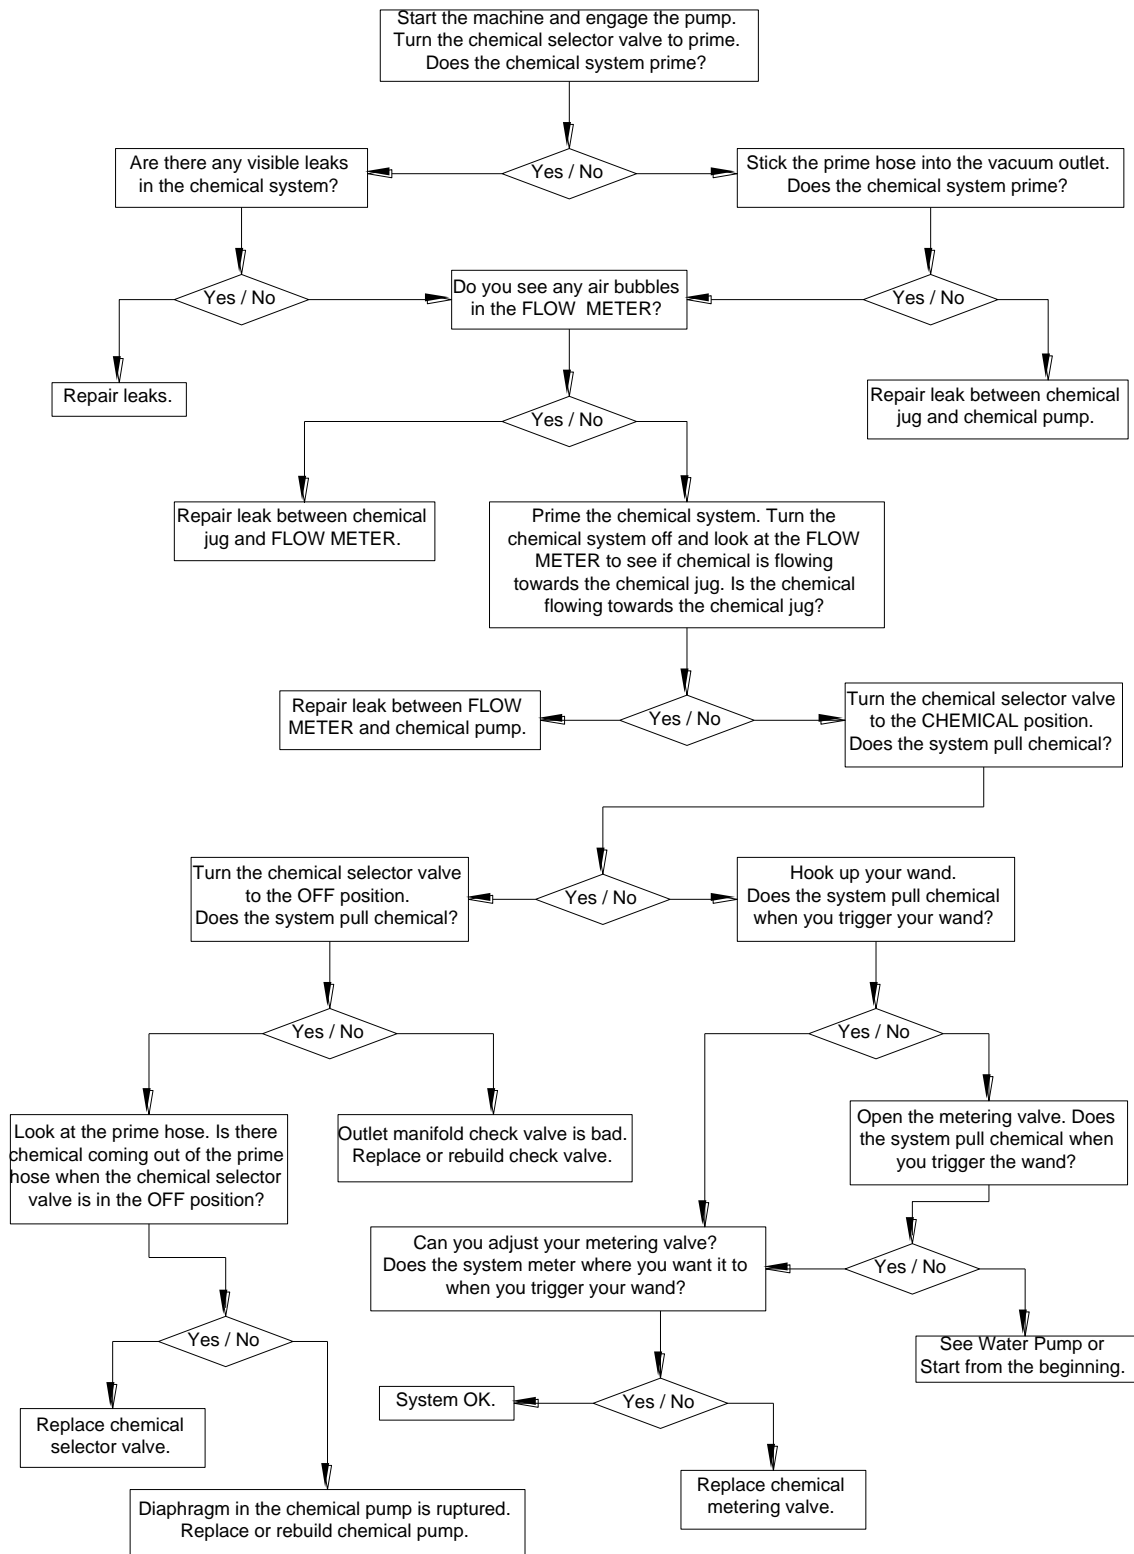 Start the machine and engage the pump.
Turn the chemical selector valve to prime.
Does the chemical system prime?
Yes / No
Are there any visible leaks
in the chemical system?
Stick the prime hose into the vacuum outlet.
Does the chemical system prime?
Yes / No
Do you see any air bubbles
in the FLOW METER?
Yes / No
Repair leaks.
Yes / No
Repair leak between chemical
jug and chemical pump.
Repair leak between chemical
jug and FLOW METER.
Prime the chemical system. Turn the
chemical system off and look at the FLOW
METER to see if chemical is flowing
towards the chemical jug. Is the chemical
flowing towards the chemical jug?
Repair leak between FLOW
METER and chemical pump.
Yes / No
Turn the chemical selector valve
to the CHEMICAL position.
Does the system pull chemical?
Turn the chemical selector valve
to the OFF position.
Does the system pull chemical?
Yes / No
Hook up your wand.
Does the system pull chemical
when you trigger your wand?
Yes / No
Yes / No
Look at the prime hose. Is there
chemical coming out of the prime
hose when the chemical selector
valve is in the OFF position?
Outlet manifold check valve is bad.
Replace or rebuild check valve.
Open the metering valve. Does
the system pull chemical when
you trigger the wand?
Can you adjust your metering valve?
Does the system meter where you want it to
when you trigger your wand?
Yes / No
Yes / No
See Water Pump or
Start from the beginning.
System OK.
Yes / No
Replace chemical
selector valve.
Replace chemical
metering valve.
Diaphragm in the chemical pump is ruptured.
Replace or rebuild chemical pump.